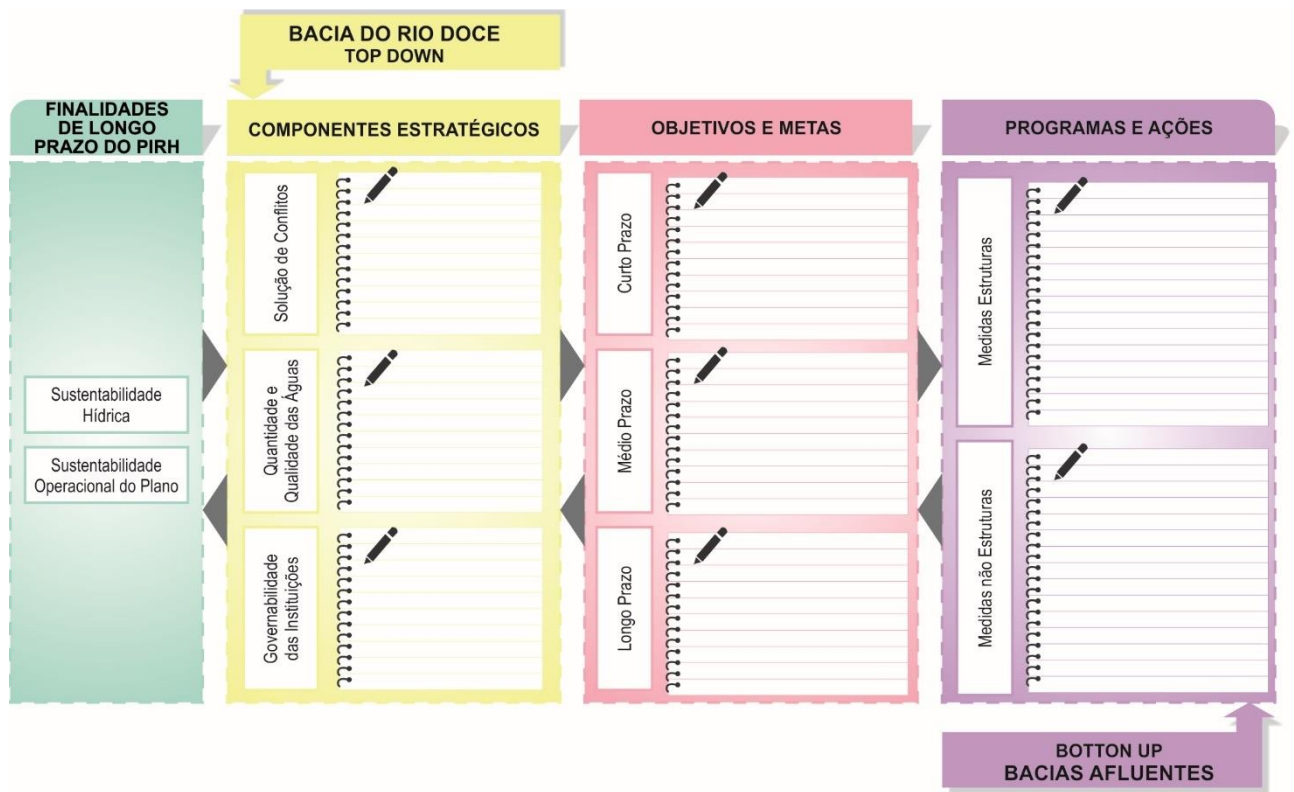 BACIA DO RIO DOCE
TOP DOWN
FINALIDADES
DE LONGO
PRAZO DO PIRH
COMPONENTES ESTRATÉGICOS
OBJETIVOS E METAS
PROGRAMAS E AÇÕES
Sustentabilidade
Hídrica
Sustentabilidade
Operacional do Plano
Solução de Conflitos
Quantidade e
Qualidade das Águas
Governabilidade
das Instituições
Curto Prazo
Médio Prazo
Longo Prazo
Medidas Estruturas
Medidas não Estruturas
BOTTON UP
BACIAS AFLUENTES